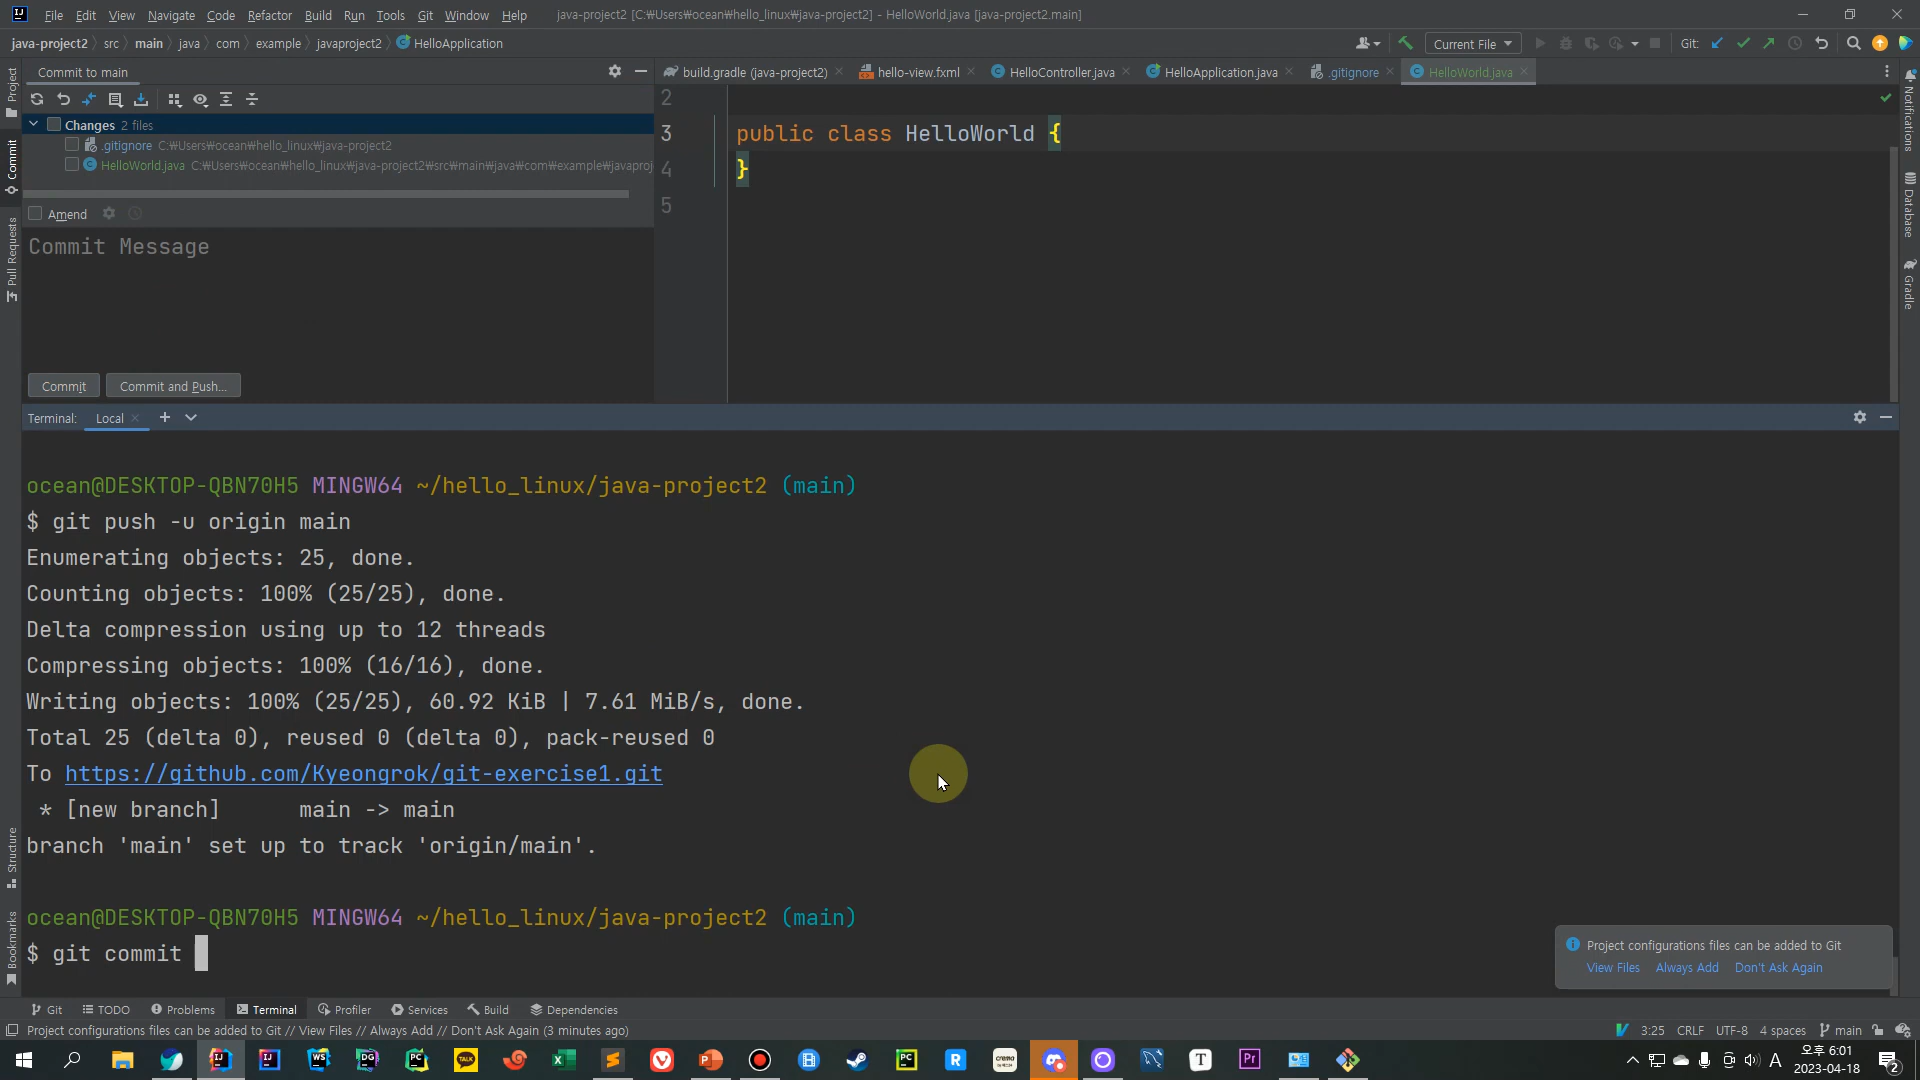 File Edit View Navigate Code Refactor Build Run Tools Git Window Help java-project2 [C:₩Users₩ocean₩hello_linux₩java-project2] - HelloWorld.java [java-project2.main]
java-project2 src main java com example javaproject2 HelloApplication Current File Git:
Commit to main
build.gradle (java-project2) hello-view.fxml HelloController.java HelloApplication.java .gitignore HelloWorld.java
Changes 2 files
.gitignore C:₩Users₩ocean₩hello_linux₩java-project2
HelloWorld.java C:₩Users₩ocean₩hello_linux₩java-project2₩src₩main₩java₩com₩example₩javaproj
Amend
Commit Message
Commit Commit and Push...
2
3 public class HelloWorld {
4 }
5
Project
Commit
Pull Requests
Structure
Bookmarks
Notifications
Database
Gradle
Terminal: Local
ocean@DESKTOP-QBN70H5 MINGW64 ~/hello_linux/java-project2 (main)
$ git push -u origin main
Enumerating objects: 25, done.
Counting objects: 100% (25/25), done.
Delta compression using up to 12 threads
Compressing objects: 100% (16/16), done.
Writing objects: 100% (25/25), 60.92 KiB | 7.61 MiB/s, done.
Total 25 (delta 0), reused 0 (delta 0), pack-reused 0
To https://github.com/Kyeongrok/git-exercise1.git
* [new branch] main -> main
branch 'main' set up to track 'origin/main'.
ocean@DESKTOP-QBN70H5 MINGW64 ~/hello_linux/java-project2 (main)
$ git commit
Project configurations files can be added to Git
View Files Always Add Don't Ask Again
Git TODO Problems Terminal Profiler Services Build Dependencies
Project configurations files can be added to Git // View Files // Always Add // Don't Ask Again (3 minutes ago)
3:25 CRLF UTF-8 4 spaces main
A 오후 6:01
2023-04-18
2